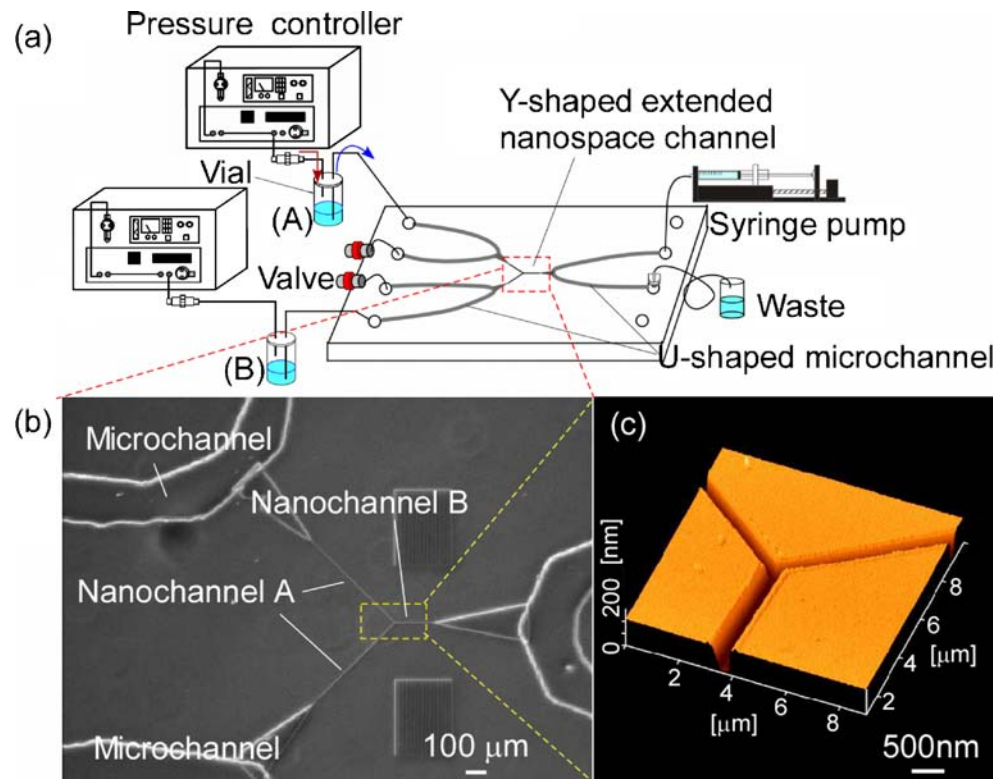 (a)
Pressure controller
Y-shaped extended
nanospace channel
Vial
(A)
Syringe pump
Valve
Waste
(B)
U-shaped microchannel
(b)
Microchannel
Nanochannel B
Nanochannel A
Microchannel
100 μm
(c)
0 200 [nm]
2
4
6
8
[μm]
2
4
6
8
[μm]
500nm